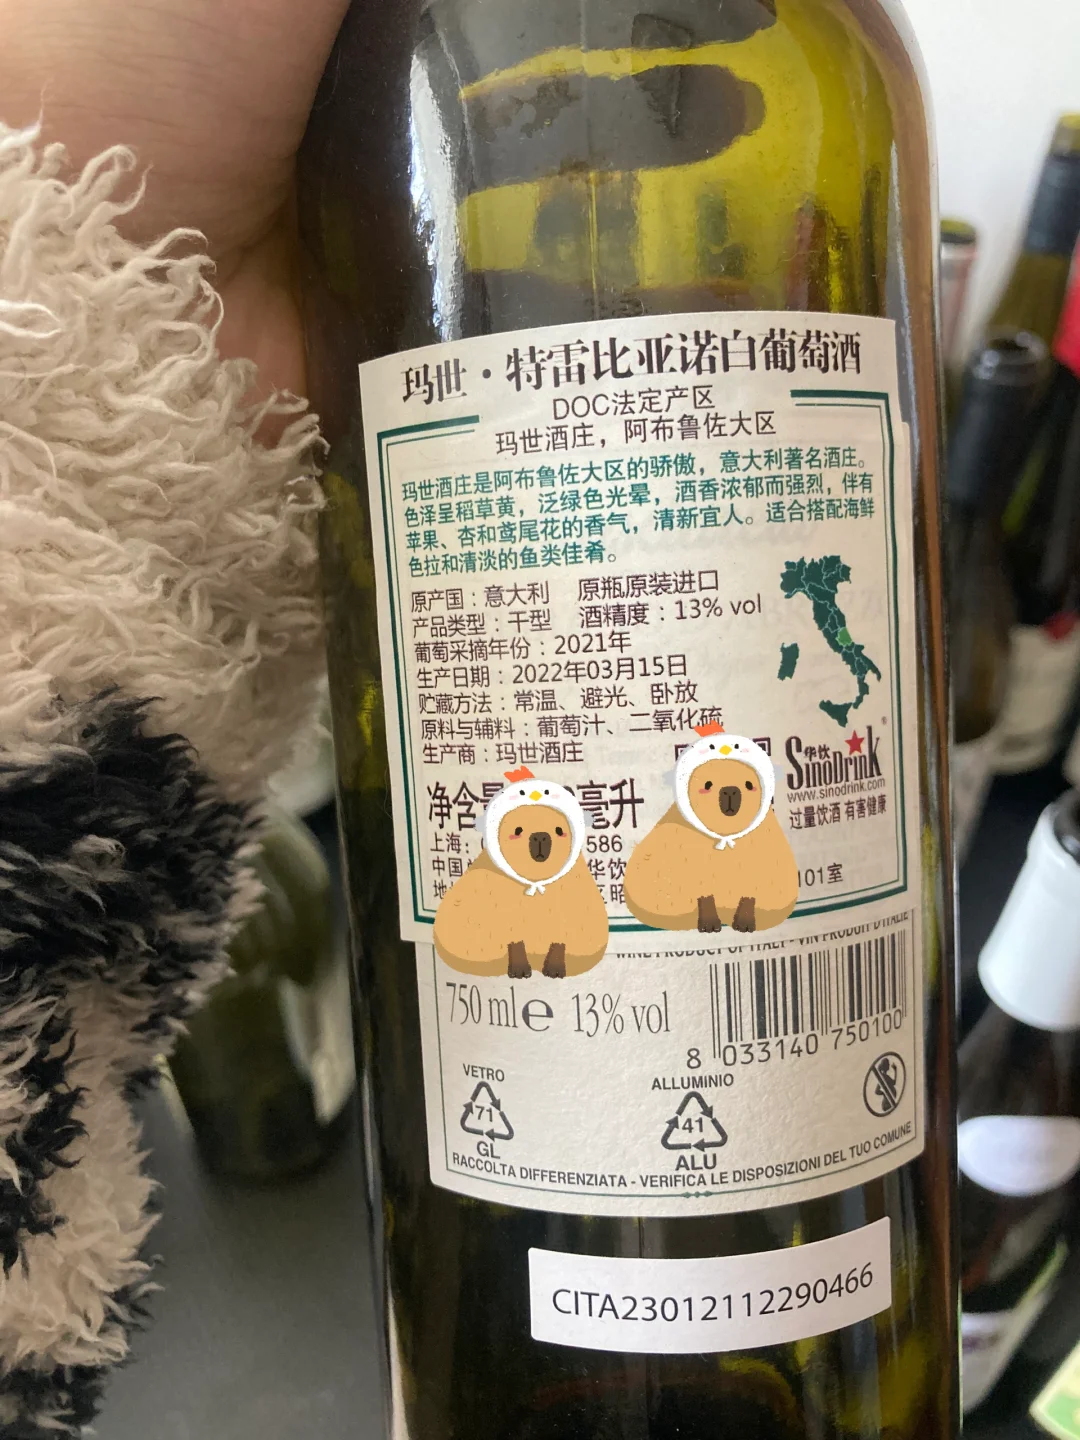 玛世·特雷比亚诺白葡萄酒
DOC法定产区
玛世酒庄，阿布鲁佐大区
玛世酒庄是阿布鲁佐大区的骄傲，意大利著名酒庄。
色泽呈稻草黄，泛绿色光晕，酒香浓郁而强烈，伴有
苹果、杏和鸢尾花的香气，清新宜人。适合搭配海鲜
色拉和清淡的鱼类佳肴。
原产国：意大利 原瓶原装进口
产品类型：干型 酒精度：13% vol
葡萄采摘年份：2021年
生产日期：2022年03月15日
贮藏方法：常温、避光、卧放
原料与辅料：葡萄汁、二氧化硫
生产商：玛世酒庄
华饮
SinoDrink
®
www.sinodrink.com
过量饮酒 有害健康
净含 毫升
上海： 586
中国 华饮
101室
WINE PRODUCT OF ITALY - VIN PRODUIT D'ITALIE
750 ml e 13% vol
8 033140 750100
VETRO
71
GL
ALLUMINIO
41
ALU
RACCOLTA DIFFERENZIATA - VERIFICA LE DISPOSIZIONI DEL TUO COMUNE
CITA23012112290466